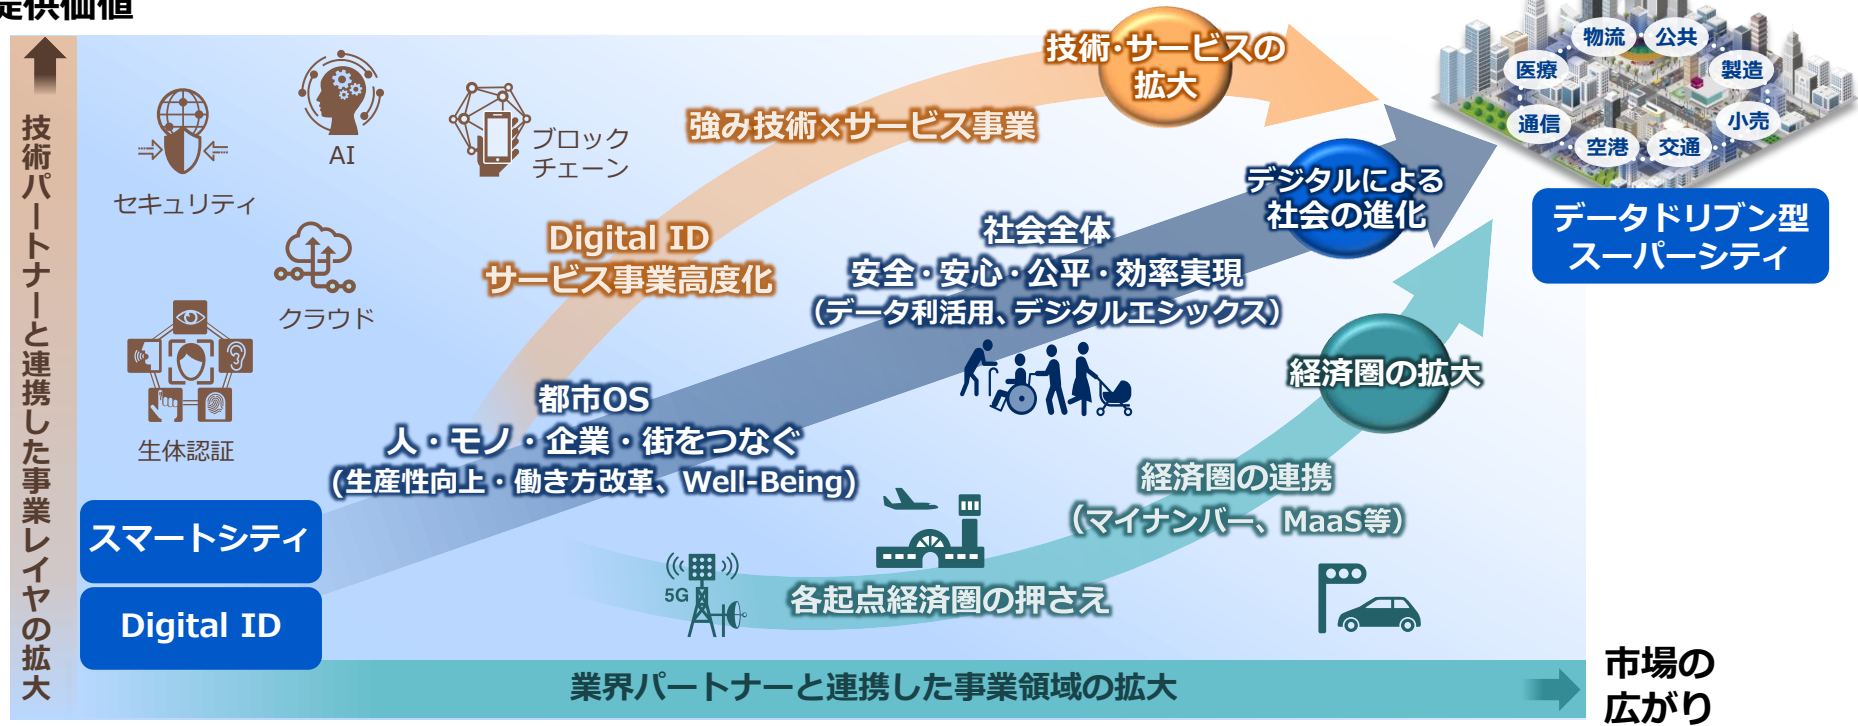 提供価値
技術パートナーと連携した事業レイヤの拡大
セキュリティ
AI
ブロック
チェーン
クラウド
生体認証
スマートシティ
Digital ID
強み技術×サービス事業
Digital ID
サービス事業高度化
技術・サービスの
拡大
都市OS
人・モノ・企業・街をつなぐ
(生産性向上・働き方改革、Well-Being)
社会全体
安全・安心・公平・効率実現
（データ利活用、デジタルエシックス）
デジタルによる
社会の進化
5G
各起点経済圏の押さえ
経済圏の連携
（マイナンバー、MaaS等）
経済圏の拡大
物流
公共
医療
製造
通信
小売
空港
交通
データドリブン型
スーパーシティ
業界パートナーと連携した事業領域の拡大
市場の
広がり